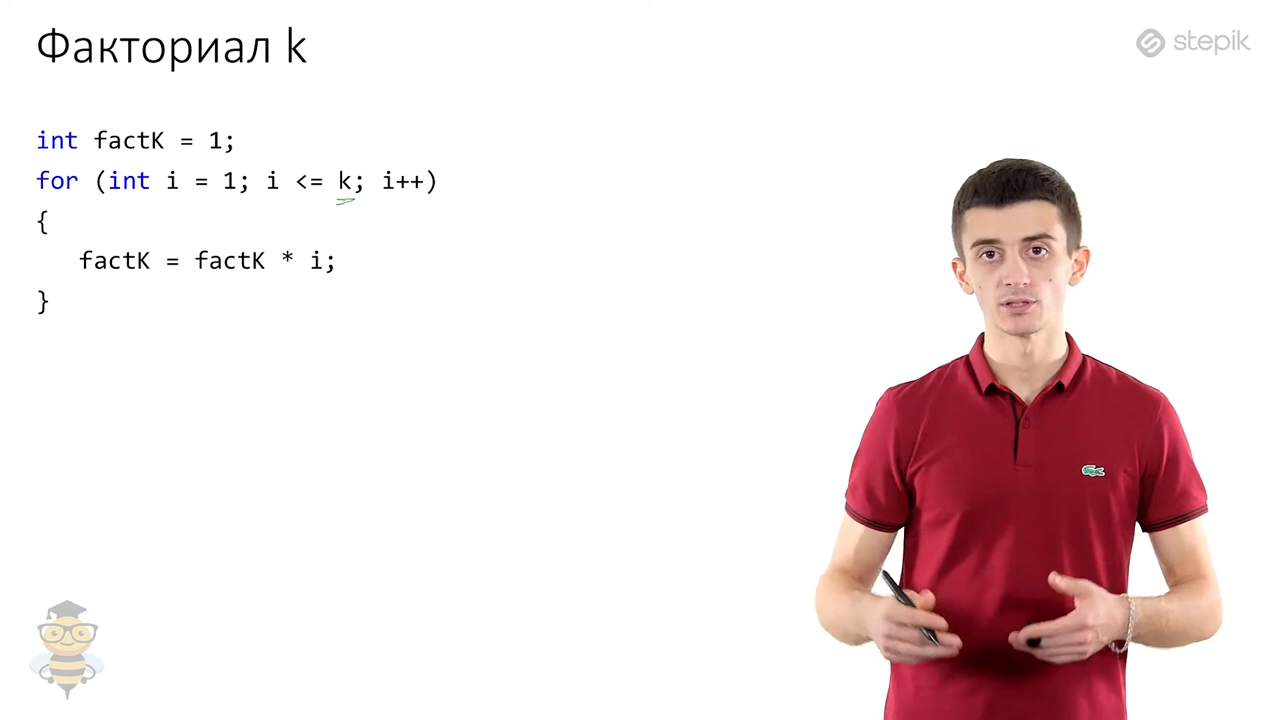 Факториал k
stepik
int factK = 1;
for (int i = 1; i <= k; i++)
{
factK = factK * i;
}